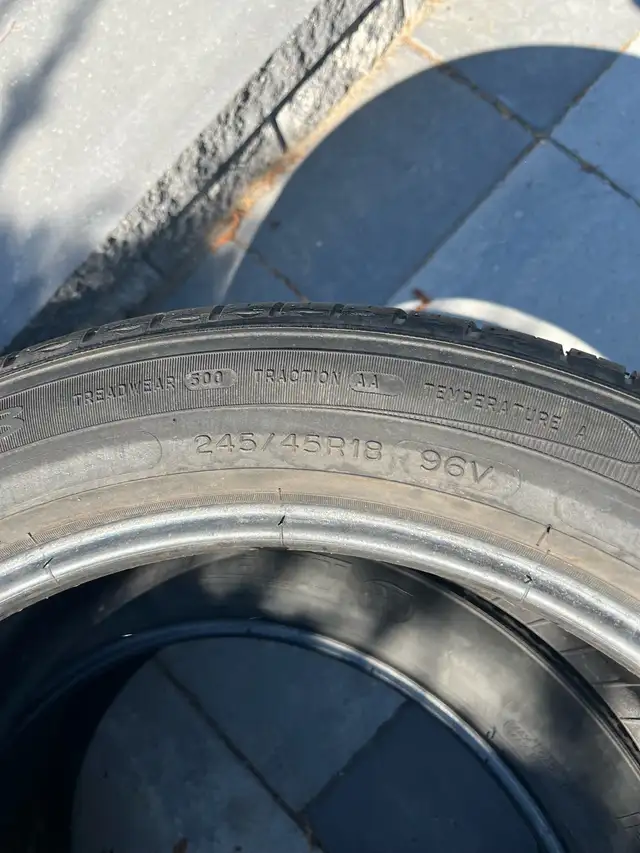 TREADWEAR 500 TRACTION AA TEMPERATURE A
245/45R18 96V